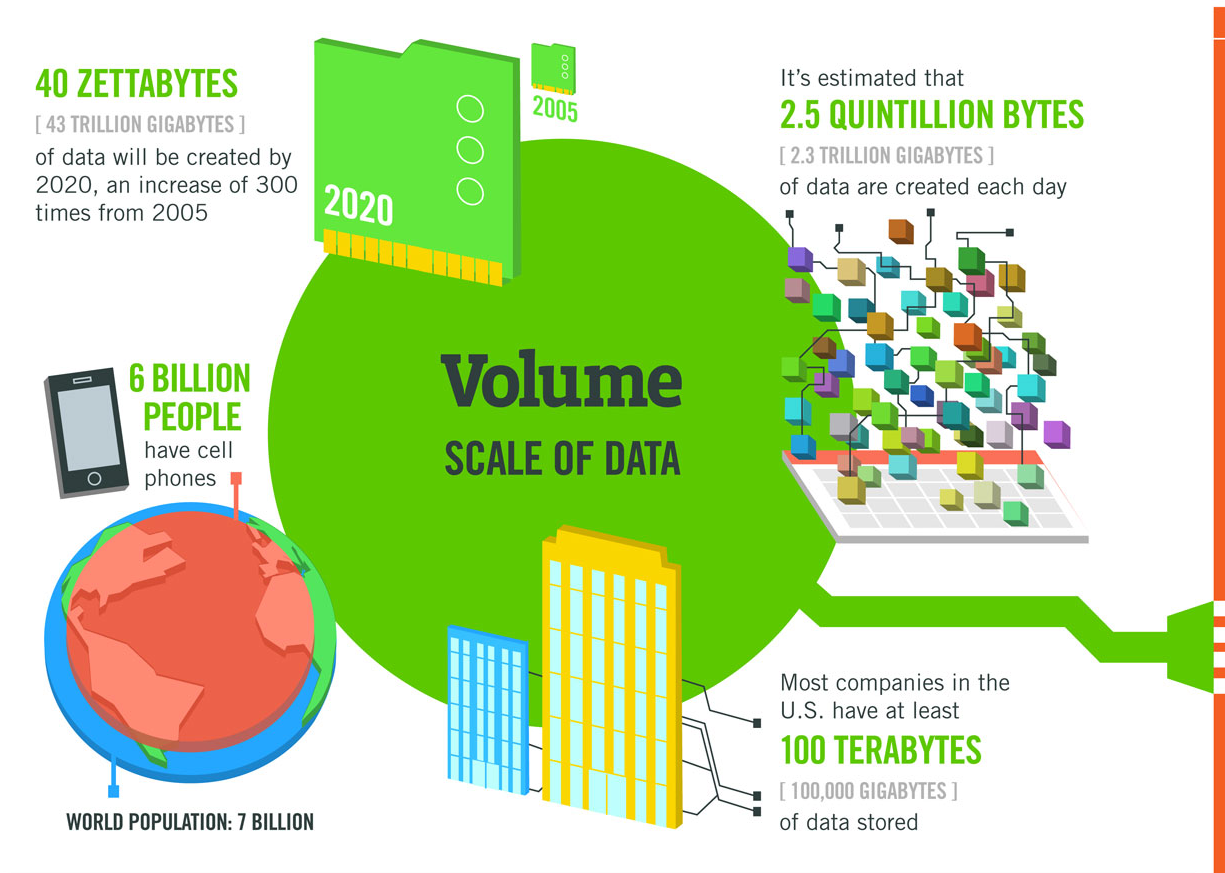 40 ZETTABYTES
[ 43 TRILLION GIGABYTES ]
of data will be created by
2020, an increase of 300
times from 2005
2020
2005
It’s estimated that
2.5 QUINTILLION BYTES
[ 2.3 TRILLION GIGABYTES ]
of data are created each day
6 BILLION
PEOPLE
have cell
phones
Volume
SCALE OF DATA
WORLD POPULATION: 7 BILLION
Most companies in the
U.S. have at least
100 TERABYTES
[ 100,000 GIGABYTES ]
of data stored